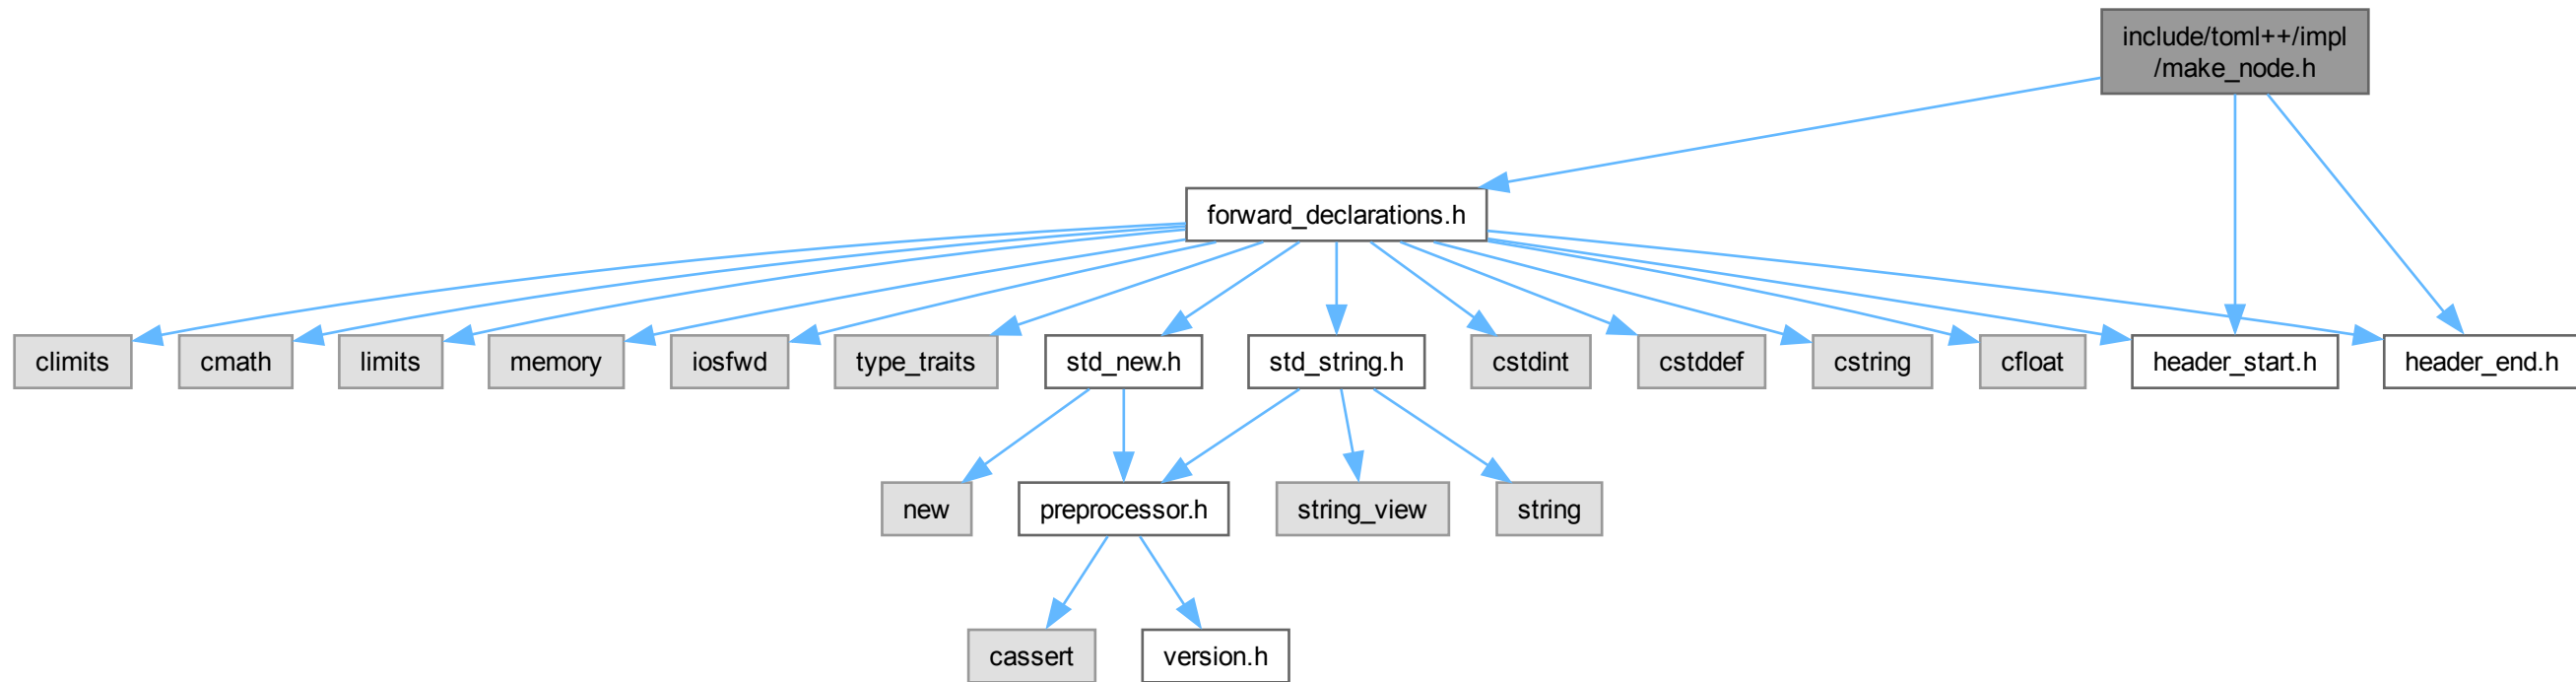 include/toml++/impl
/make_node.h
forward_declarations.h
climits
cmath
limits
memory
iosfwd
type_traits
std_new.h
std_string.h
cstdint
cstddef
cstring
cfloat
header_start.h
header_end.h
new
preprocessor.h
string_view
string
cassert
version.h